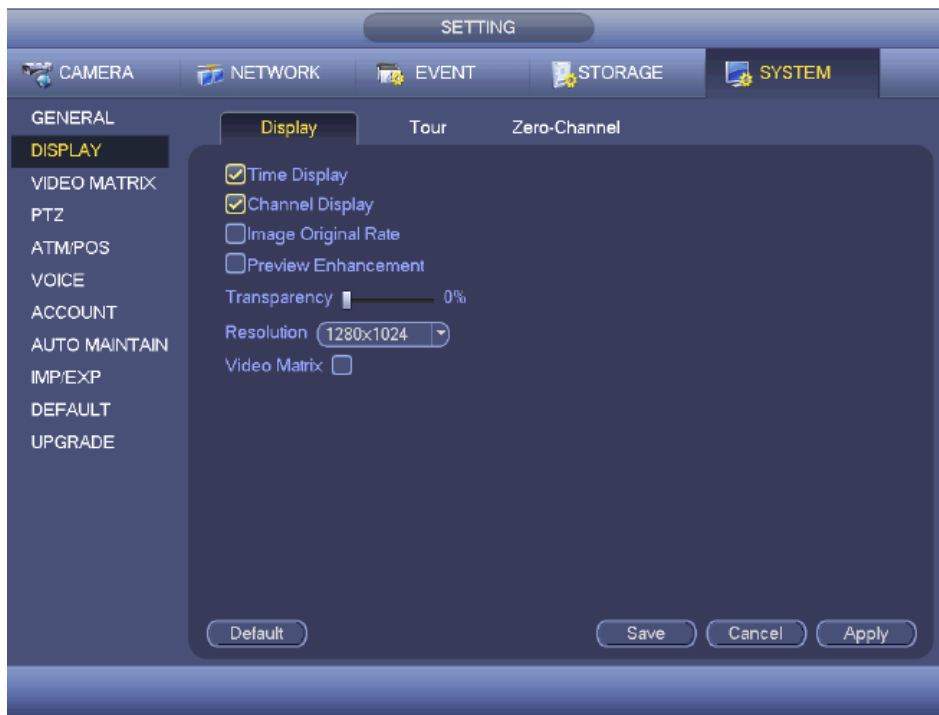 SETTING
CAMERA NETWORK EVENT STORAGE SYSTEM
GENERAL
DISPLAY
VIDEO MATRIX
PTZ
ATM/POS
VOICE
ACCOUNT
AUTO MAINTAIN
IMP/EXP
DEFAULT
UPGRADE
Display Tour Zero-Channel
Time Display
Channel Display
Image Original Rate
Preview Enhancement
Transparency 0%
Resolution 1280x1024
Video Matrix
Default Save Cancel Apply